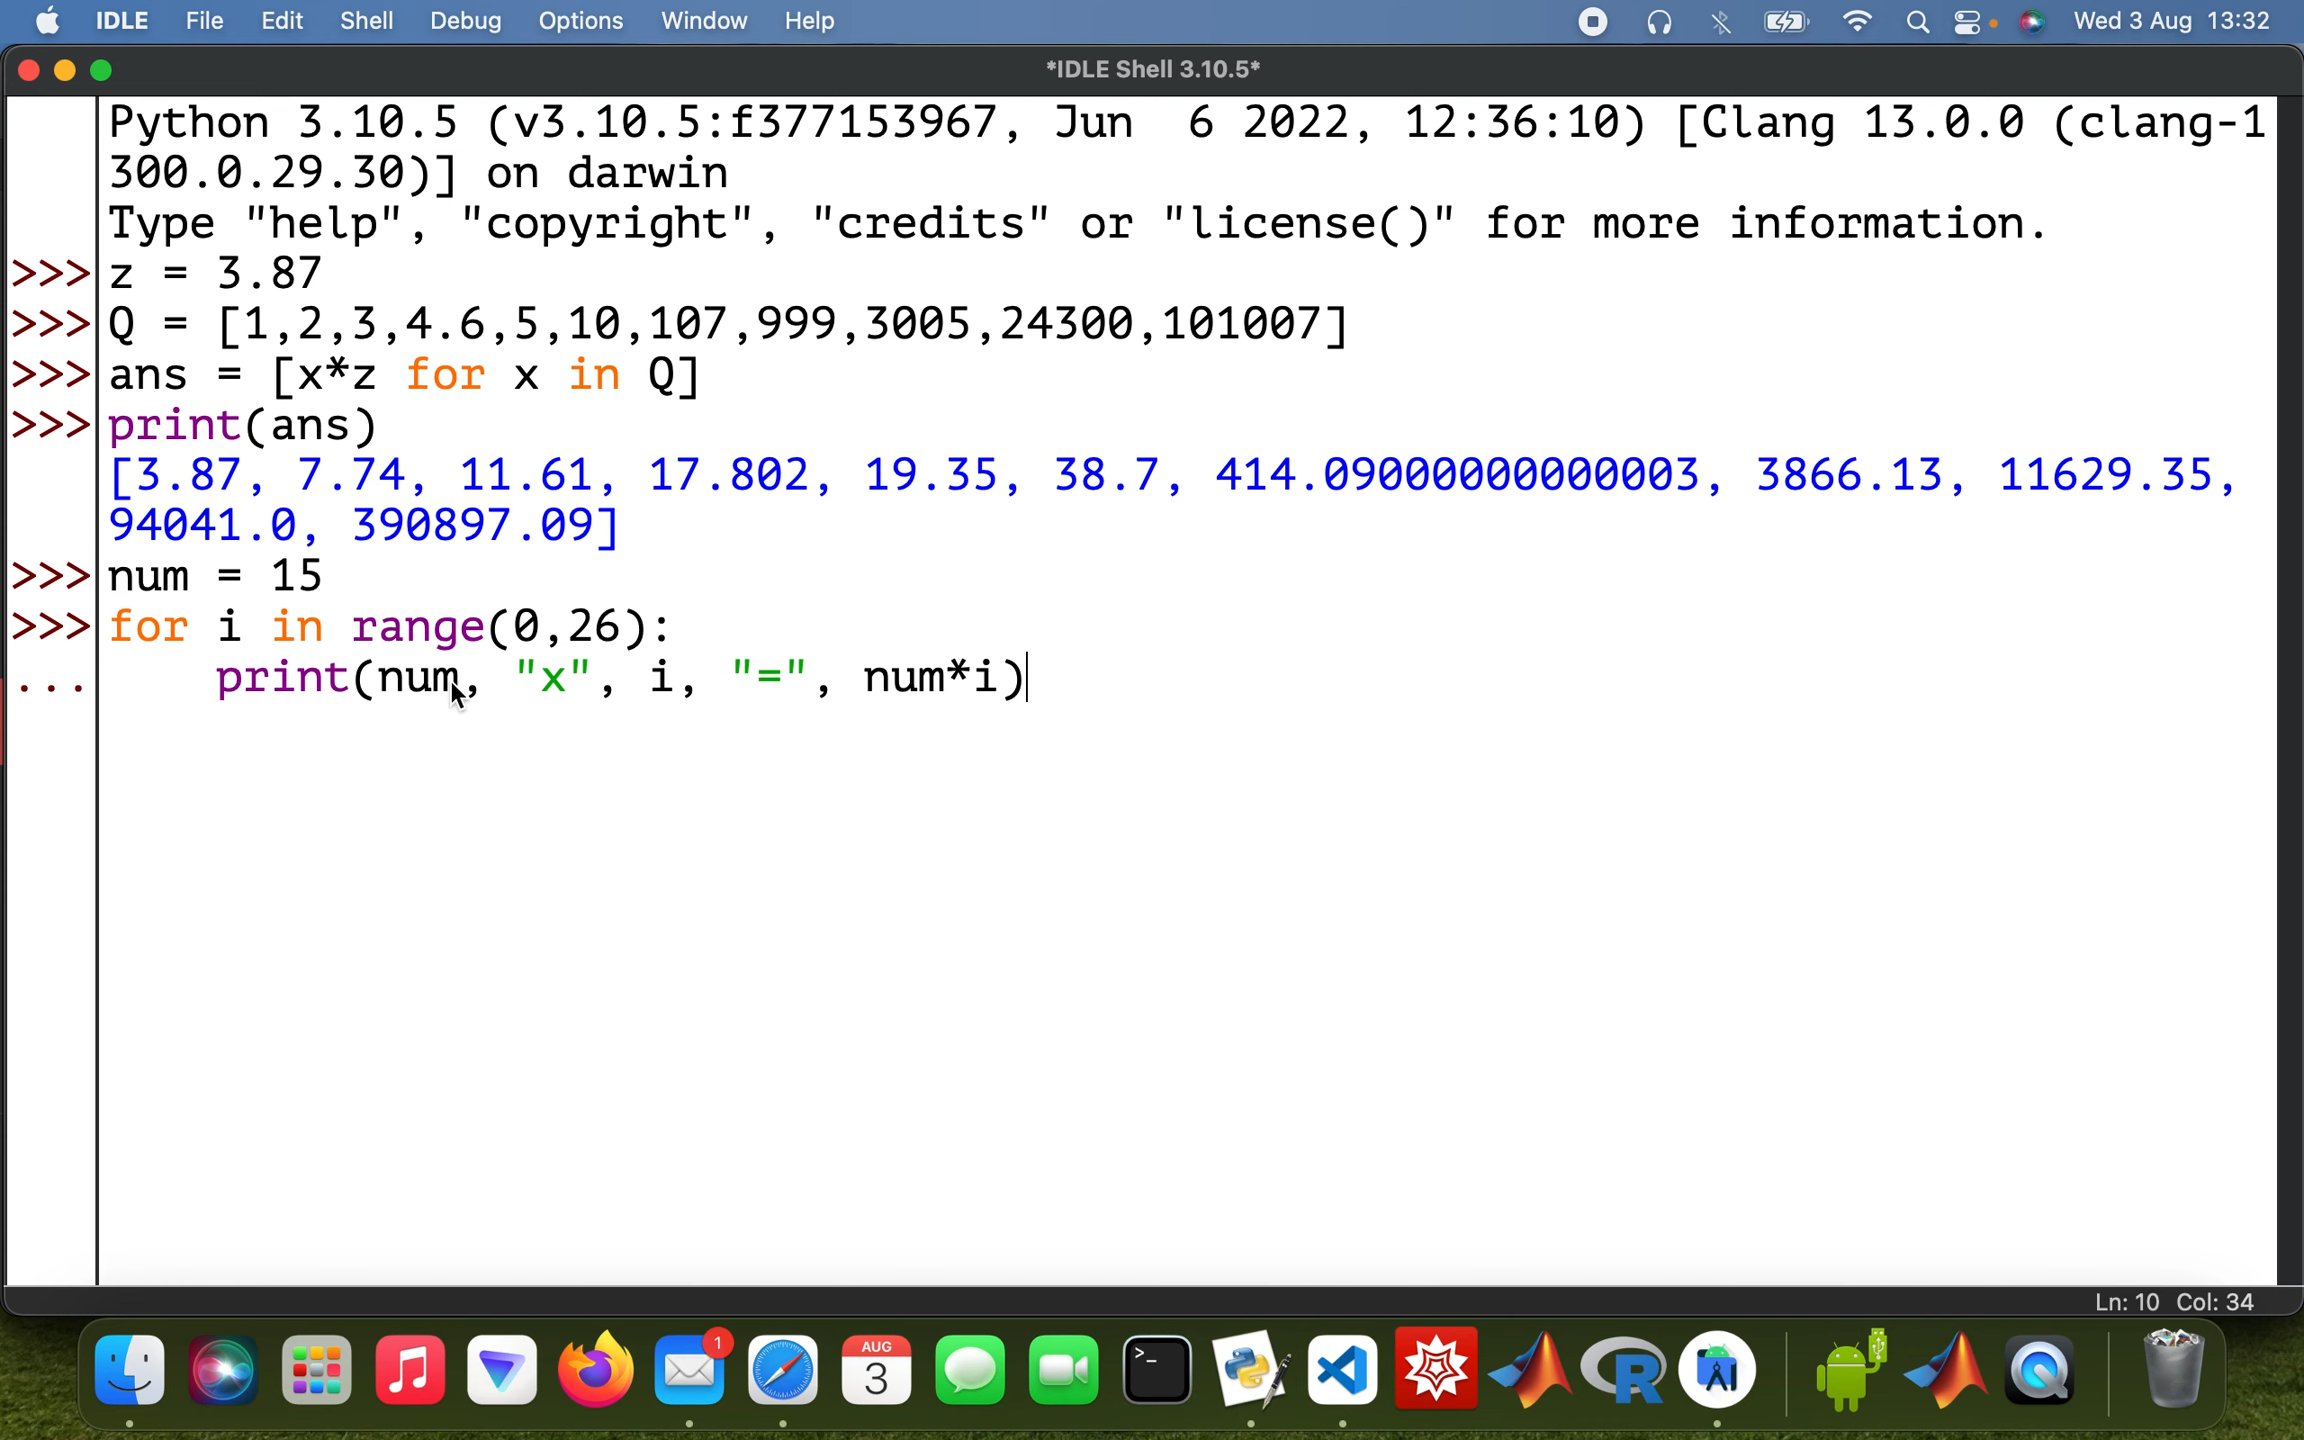 IDLE File Edit Shell Debug Options Window Help Wed 3 Aug 13:32
*IDLE Shell 3.10.5*
Python 3.10.5 (v3.10.5:f377153967, Jun  6 2022, 12:36:10) [Clang 13.0.0 (clang-1
300.0.29.30)] on darwin
Type "help", "copyright", "credits" or "license()" for more information.
>>> z = 3.87
>>> Q = [1,2,3,4.6,5,10,107,999,3005,24300,101007]
>>> ans = [x*z for x in Q]
>>> print(ans)
[3.87, 7.74, 11.61, 17.802, 19.35, 38.7, 414.09000000000003, 3866.13, 11629.35,
94041.0, 390897.09]
>>> num = 15
>>> for i in range(0,26):
...     print(num, "x", i, "=", num*i)
Ln: 10 Col: 34
1
AUG
3
>_
R